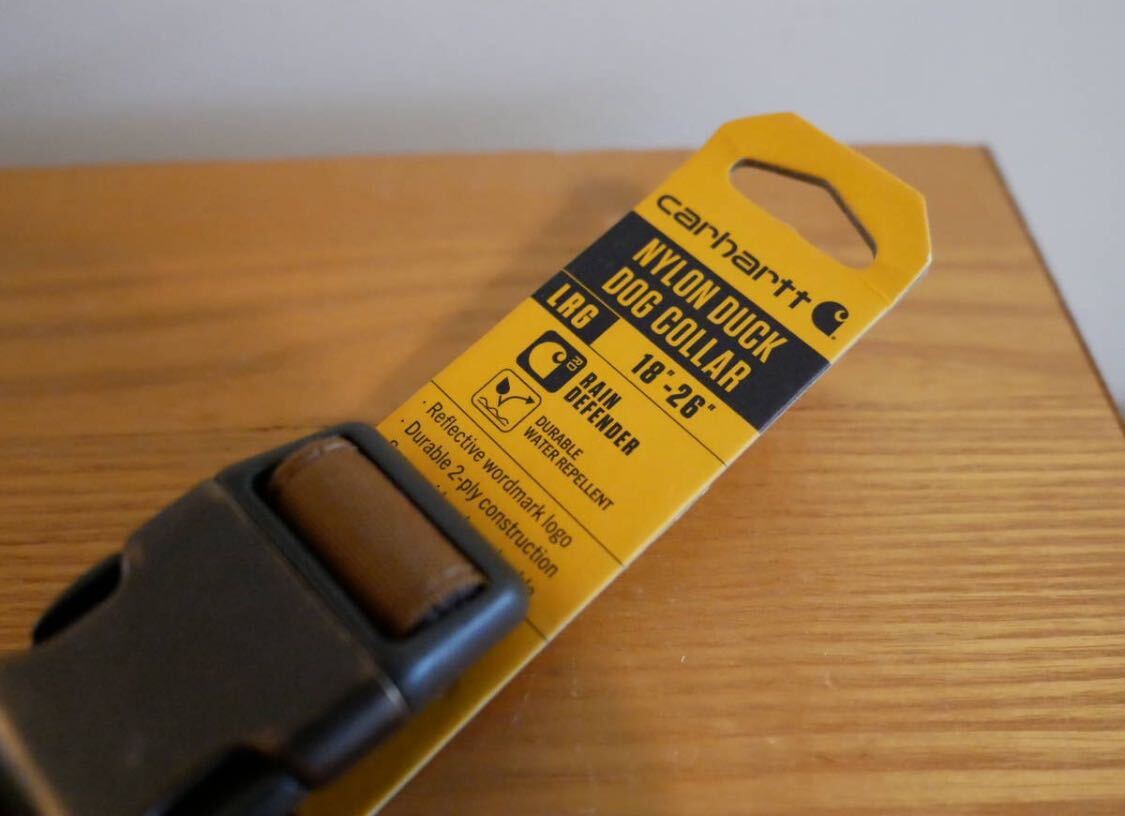 carhartt
NYLON DUCK
DOG COLLAR
LRG
18"-26"
RD
RAIN
DEFENDER
DURABLE
WATER REPELLENT
· Reflective wordmark logo
· Durable 2-ply construction